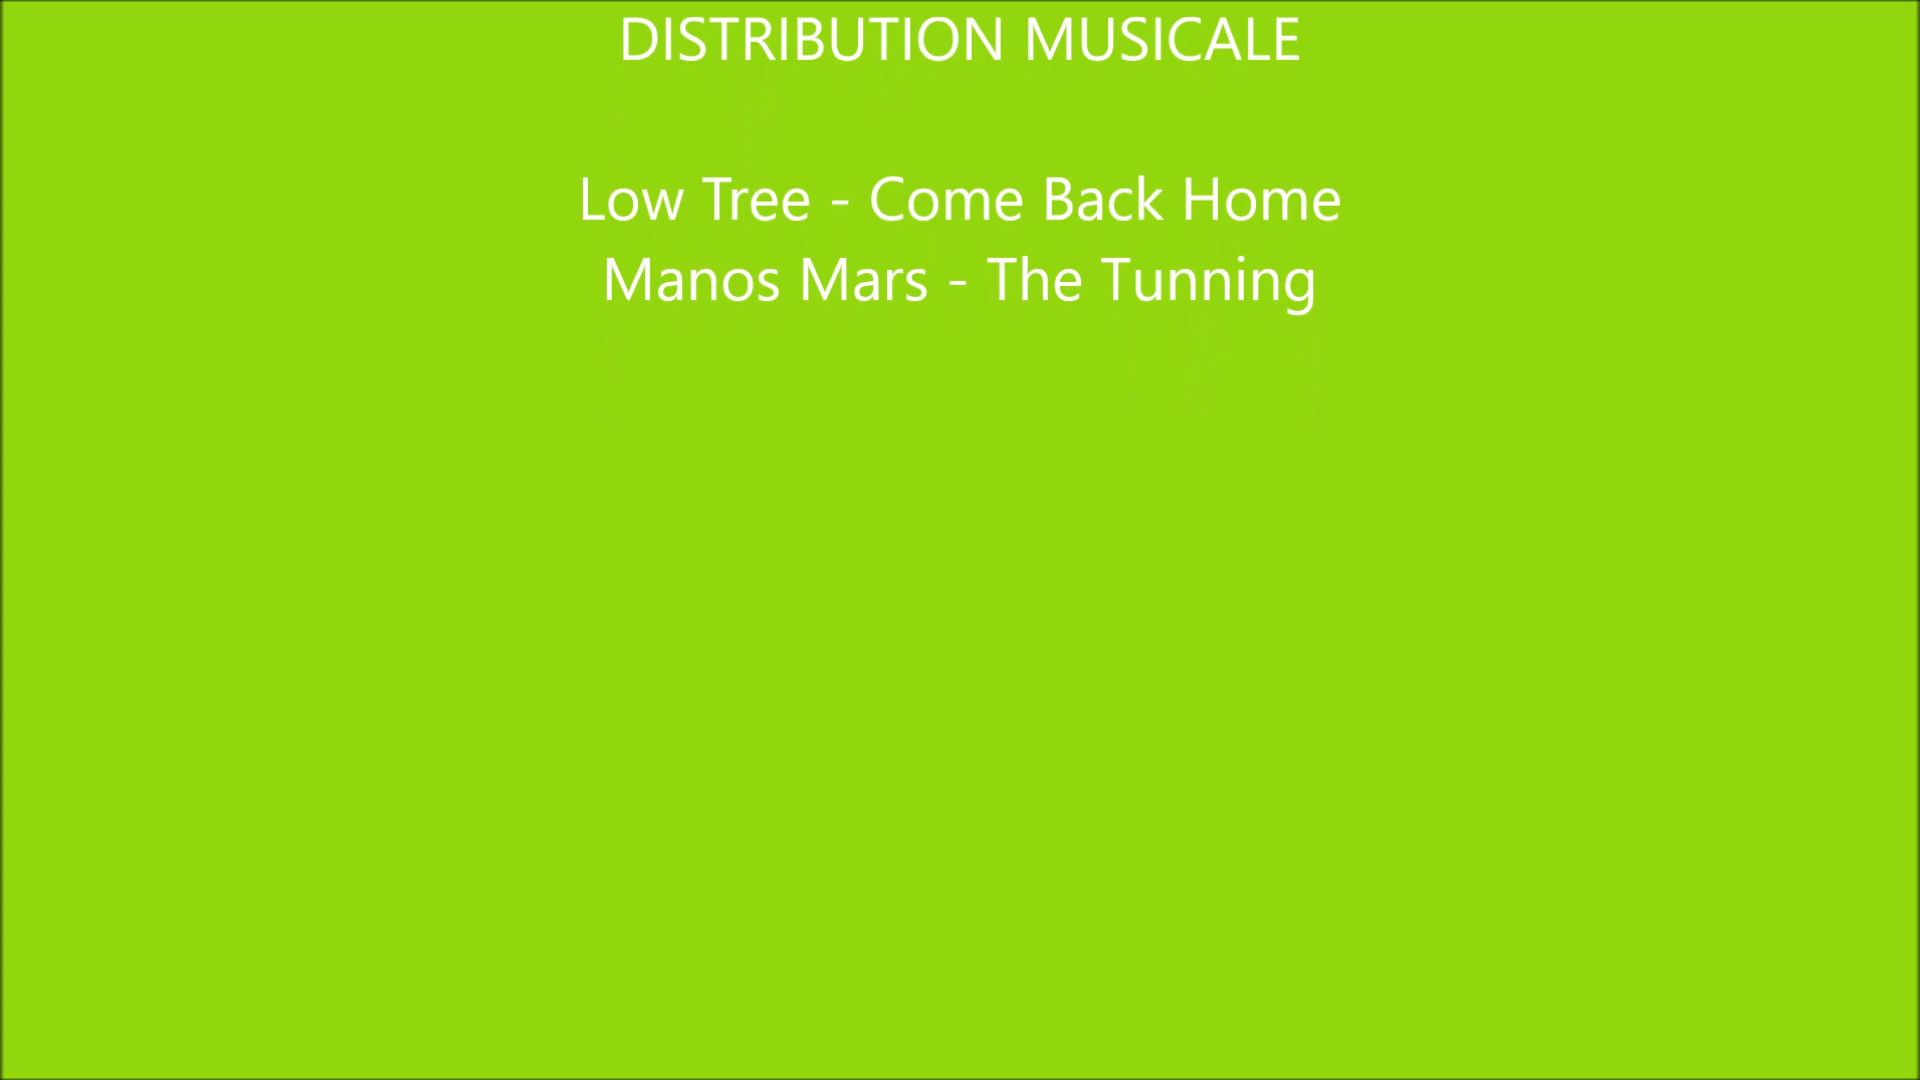 DISTRIBUTION MUSICALE
Low Tree - Come Back Home
Manos Mars - The Tunning